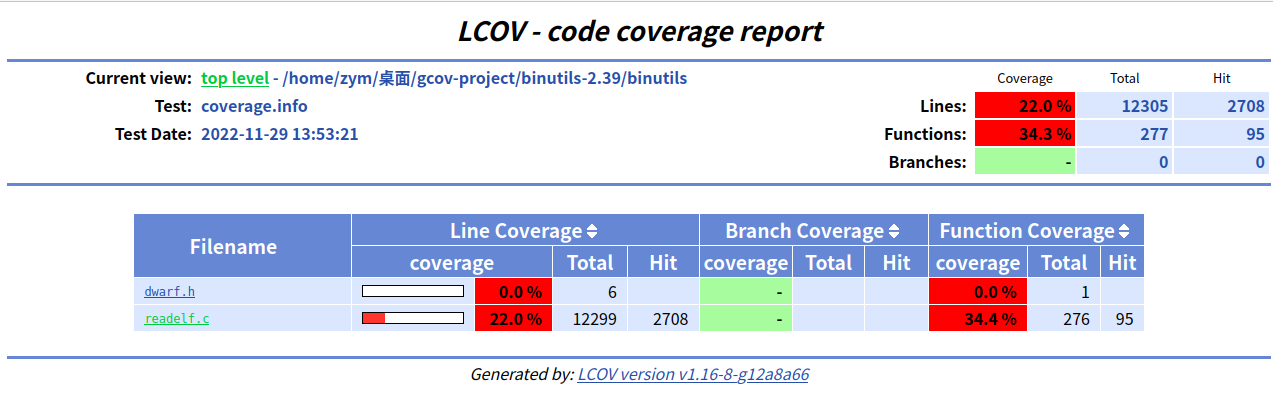 LCOV - code coverage report
Current view: top level - /home/zym/桌面/gcov-project/binutils-2.39/binutils
Coverage Total Hit
Test: coverage.info
Lines: 22.0 % 12305 2708
Test Date: 2022-11-29 13:53:21
Functions: 34.3 % 277 95
Branches: - 0 0
Filename Line Coverage Branch Coverage Function Coverage
coverage Total Hit coverage Total Hit coverage Total Hit
dwarf.h 0.0 % 6 - 0.0 % 1
readelf.c 22.0 % 12299 2708 - 34.4 % 276 95
Generated by: LCOV version v1.16-8-g12a8a66